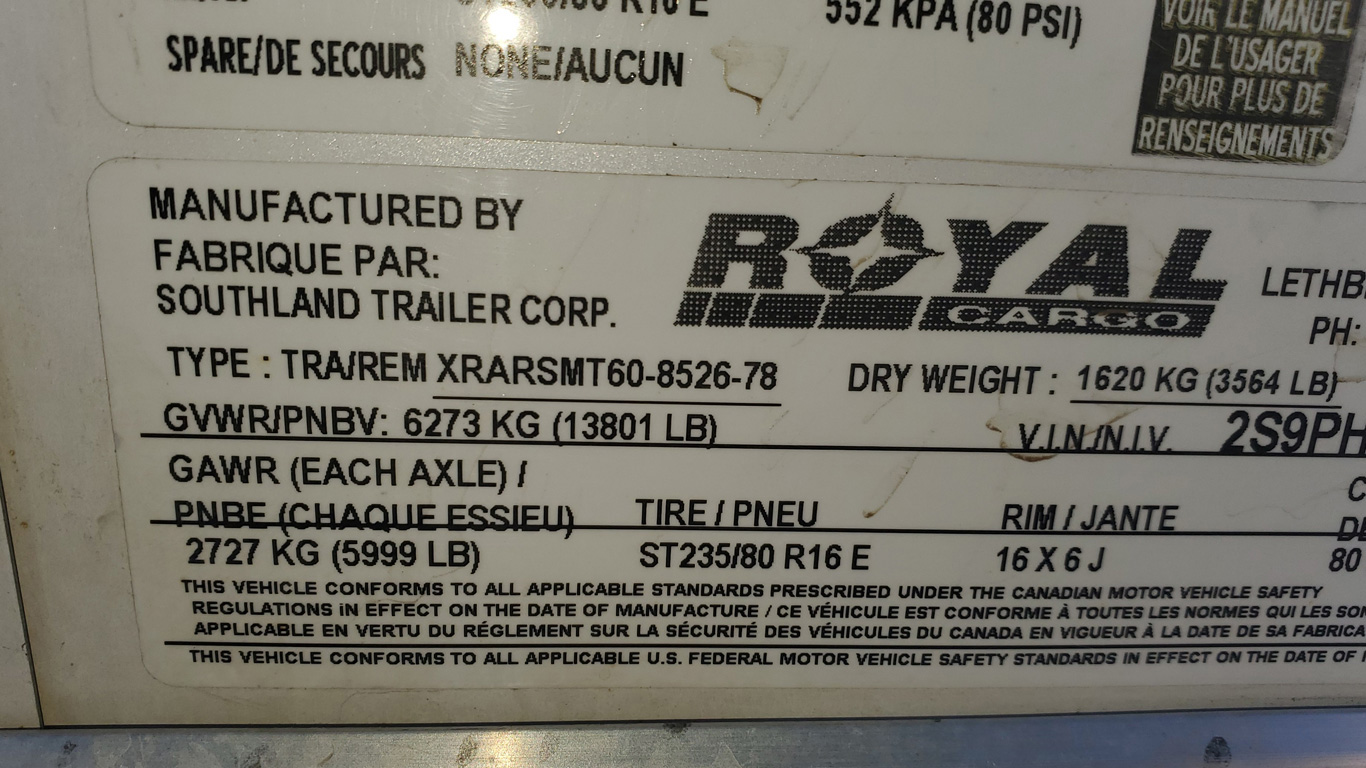 R16 E 552 KPA (80 PSI)
SPARE/DE SECOURS NONE/AUCUN
VOIR LE MANUEL
DE L'USAGER
POUR PLUS DE
RENSEIGNEMENTS
MANUFACTURED BY
FABRIQUE PAR:
SOUTHLAND TRAILER CORP.
ROYAL
CARGO
LETHB
PH:
TYPE : TRA/REM XRARSMT60-8526-78 DRY WEIGHT : 1620 KG (3564 LB)
GVWR/PNBV: 6273 KG (13801 LB) V.I.N./N.I.V. 2S9PH
GAWR (EACH AXLE) /
PNBE (CHAQUE ESSIEU) TIRE / PNEU RIM / JANTE
2727 KG (5999 LB) ST235/80 R16 E 16 X 6 J 80
THIS VEHICLE CONFORMS TO ALL APPLICABLE STANDARDS PRESCRIBED UNDER THE CANADIAN MOTOR VEHICLE SAFETY
REGULATIONS iN EFFECT ON THE DATE OF MANUFACTURE / CE VÉHICULE EST CONFORME À TOUTES LES NORMES QUI LES SON
APPLICABLE EN VERTU DU RÉGLEMENT SUR LA SÉCURITÉ DES VÉHICULES DU CANADA EN VIGUEUR À LA DATE DE SA FABRICA
THIS VEHICLE CONFORMS TO ALL APPLICABLE U.S. FEDERAL MOTOR VEHICLE SAFETY STANDARDS IN EFFECT ON THE DATE OF